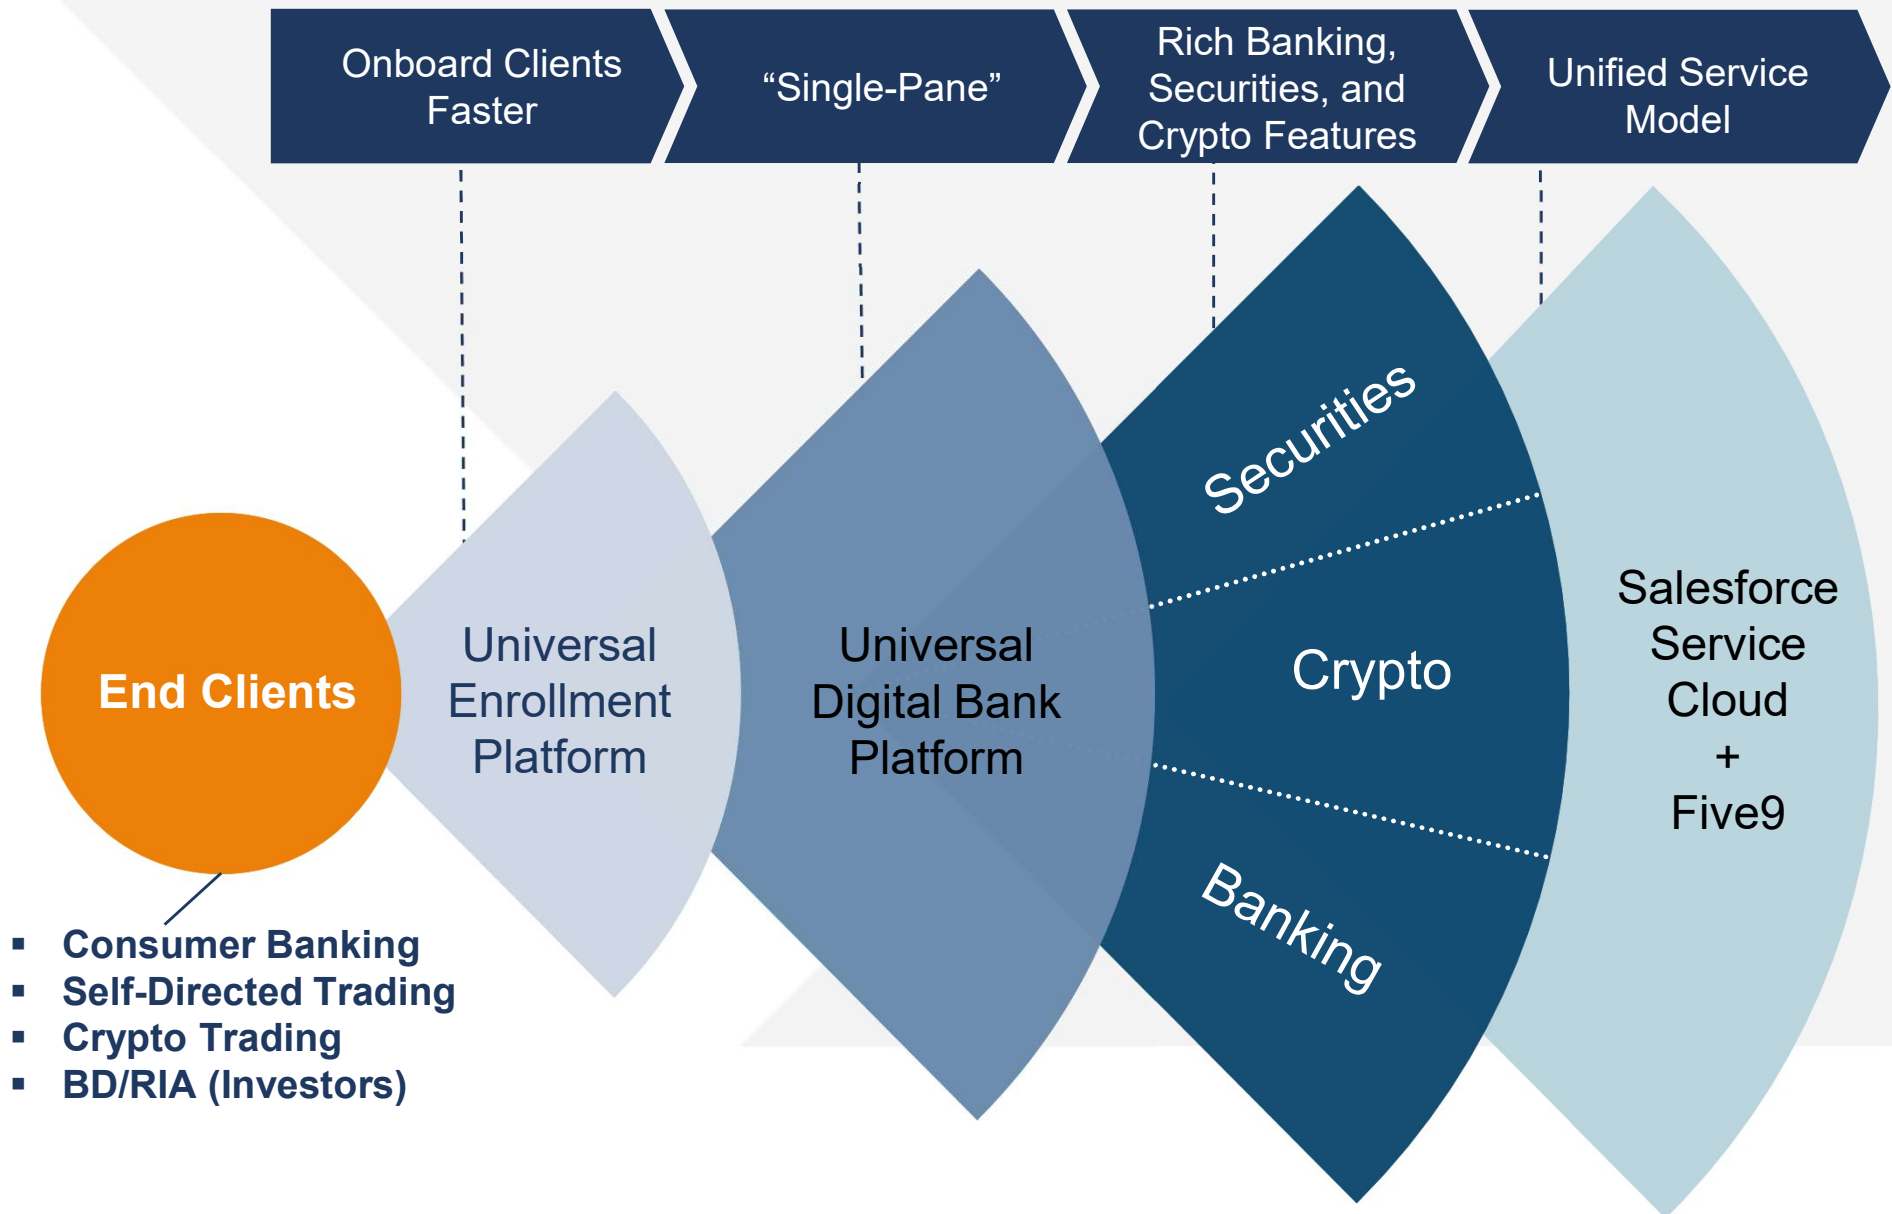 Onboard Clients
Faster
“Single-Pane”
Rich Banking,
Securities, and
Crypto Features
Unified Service
Model
End Clients
Universal
Enrollment
Platform
Universal
Digital Bank
Platform
Securities
Crypto
Banking
Salesforce
Service
Cloud
+
Five9
▪ Consumer Banking
▪ Self-Directed Trading
▪ Crypto Trading
▪ BD/RIA (Investors)